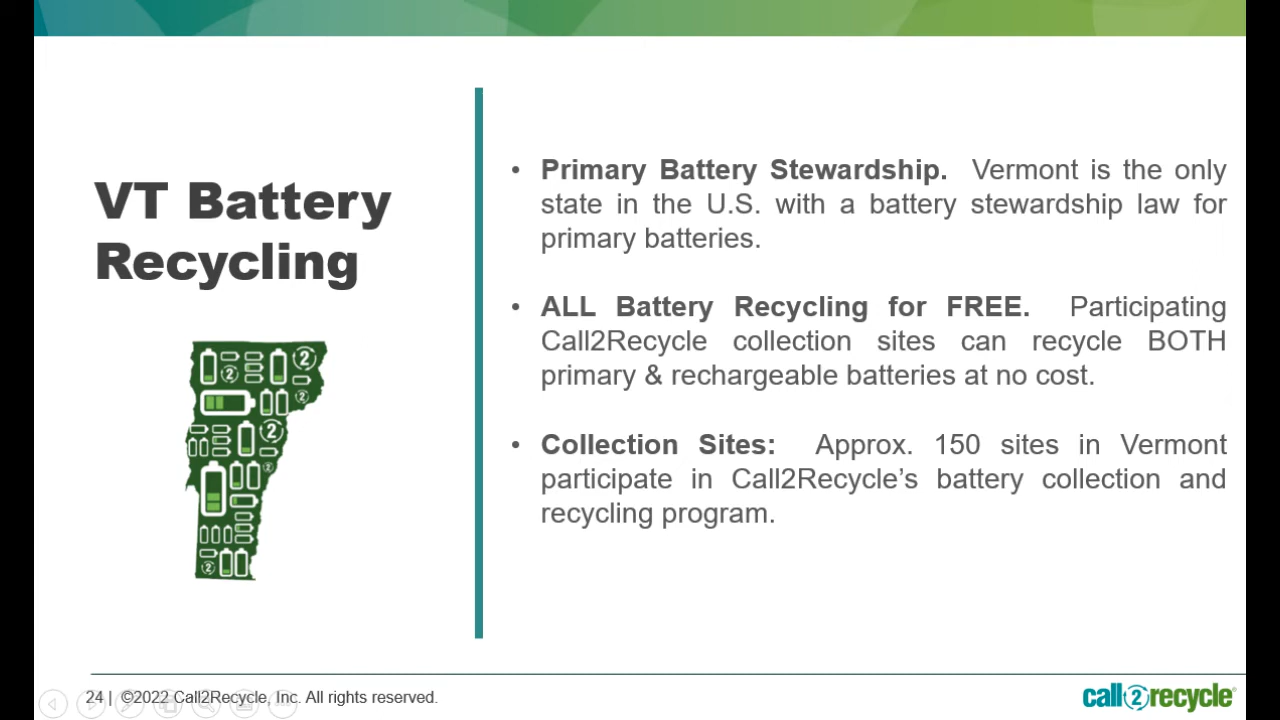 VT Battery
Recycling
• Primary Battery Stewardship. Vermont is the only
state in the U.S. with a battery stewardship law for
primary batteries.
• ALL Battery Recycling for FREE. Participating
Call2Recycle collection sites can recycle BOTH
primary & rechargeable batteries at no cost.
• Collection Sites: Approx. 150 sites in Vermont
participate in Call2Recycle’s battery collection and
recycling program.
24 | ©2022 Call2Recycle, Inc. All rights reserved.
call2recycle®